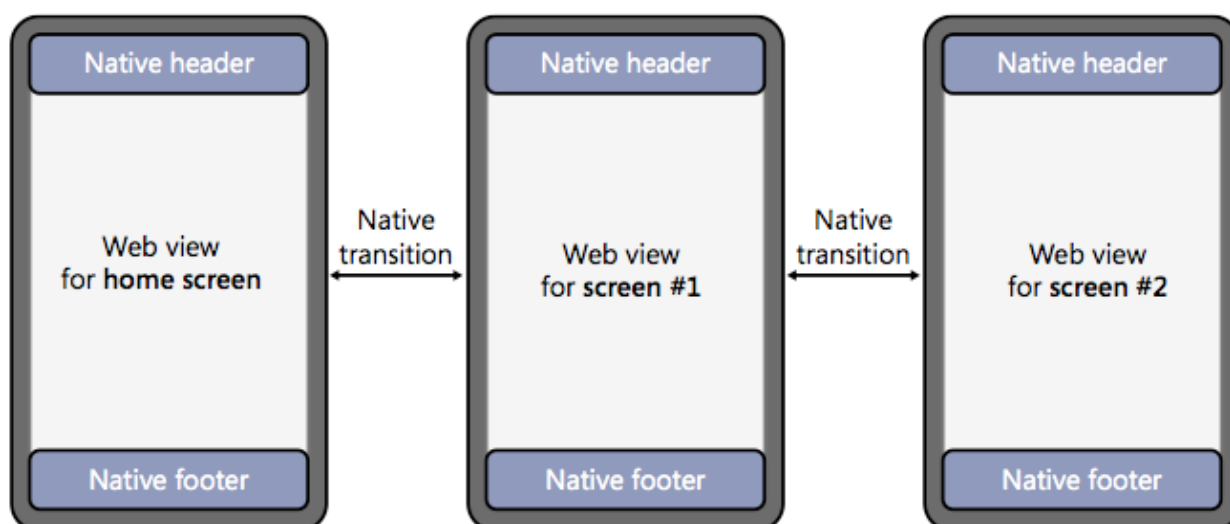 Native header
Web view
for home screen
Native footer
Native
transition
Native header
Web view
for screen #1
Native footer
Native
transition
Native header
Web view
for screen #2
Native footer